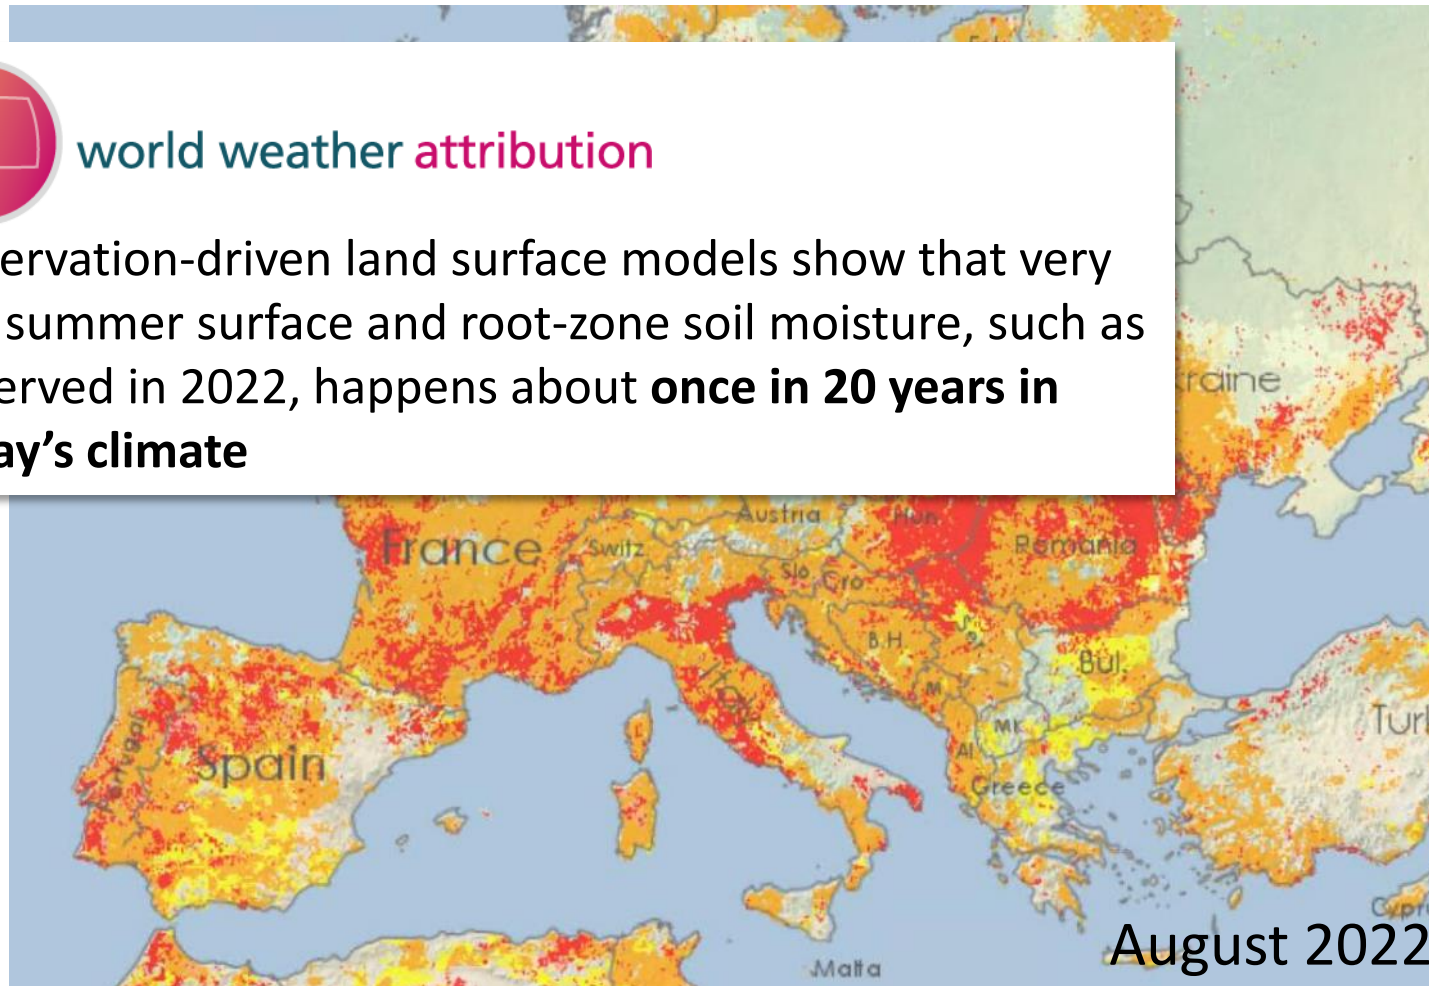 world weather attribution
ervation-driven land surface models show that very
summer surface and root-zone soil moisture, such as
erved in 2022, happens about once in 20 years in
ay’s climate
raine
Austria
Hun.
France
Switz.
Romania
Slo.
Cro.
B.H.
S.
Bul.
Italy
M.
Portugal
Mk.
Turk
Spain
Al.
Greece
Cypr
August 2022
Malta